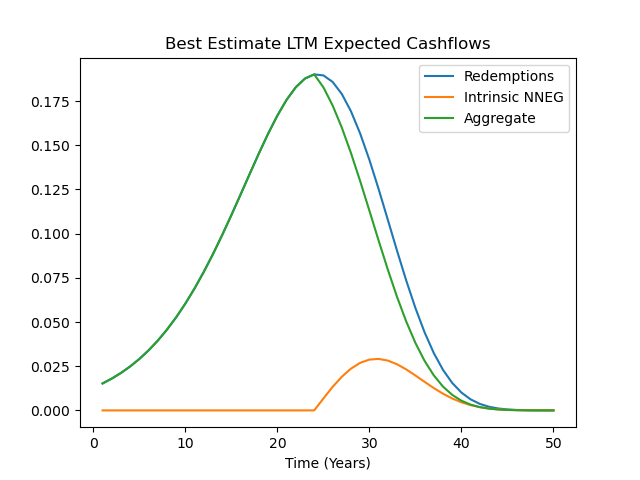 Best Estimate LTM Expected Cashflows
Redemptions
Intrinsic NNEG
Aggregate
0.175
0.150
0.125
0.100
0.075
0.050
0.025
0.000
0 10 20 30 40 50
Time (Years)